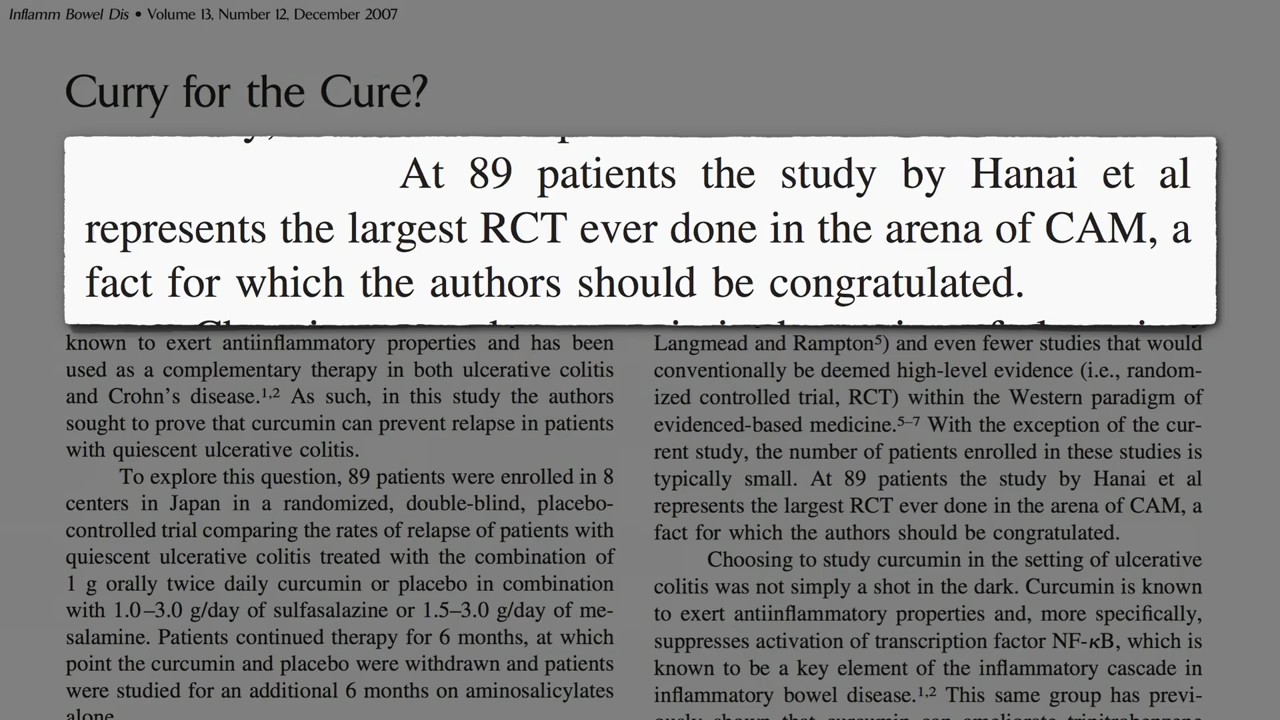 Inflamm Bowel Dis • Volume 13, Number 12, December 2007
Curry for the Cure?
At 89 patients the study by Hanai et al
represents the largest RCT ever done in the arena of CAM, a
fact for which the authors should be congratulated.
known to exert antiinflammatory properties and has been
used as a complementary therapy in both ulcerative colitis
and Crohn's disease.1,2 As such, in this study the authors
sought to prove that curcumin can prevent relapse in patients
with quiescent ulcerative colitis.
To explore this question, 89 patients were enrolled in 8
centers in Japan in a randomized, double-blind, placebo-
controlled trial comparing the rates of relapse of patients with
quiescent ulcerative colitis treated with the combination of
1 g orally twice daily curcumin or placebo in combination
with 1.0–3.0 g/day of sulfasalazine or 1.5–3.0 g/day of me-
salamine. Patients continued therapy for 6 months, at which
point the curcumin and placebo were withdrawn and patients
were studied for an additional 6 months on aminosalicylates
alone.
Langmead and Rampton5) and even fewer studies that would
conventionally be deemed high-level evidence (i.e., random-
ized controlled trial, RCT) within the Western paradigm of
evidenced-based medicine.5–7 With the exception of the cur-
rent study, the number of patients enrolled in these studies is
typically small. At 89 patients the study by Hanai et al
represents the largest RCT ever done in the arena of CAM, a
fact for which the authors should be congratulated.
Choosing to study curcumin in the setting of ulcerative
colitis was not simply a shot in the dark. Curcumin is known
to exert antiinflammatory properties and, more specifically,
suppresses activation of transcription factor NF-κB, which is
known to be a key element of the inflammatory cascade in
inflammatory bowel disease.1,2 This same group has previ-